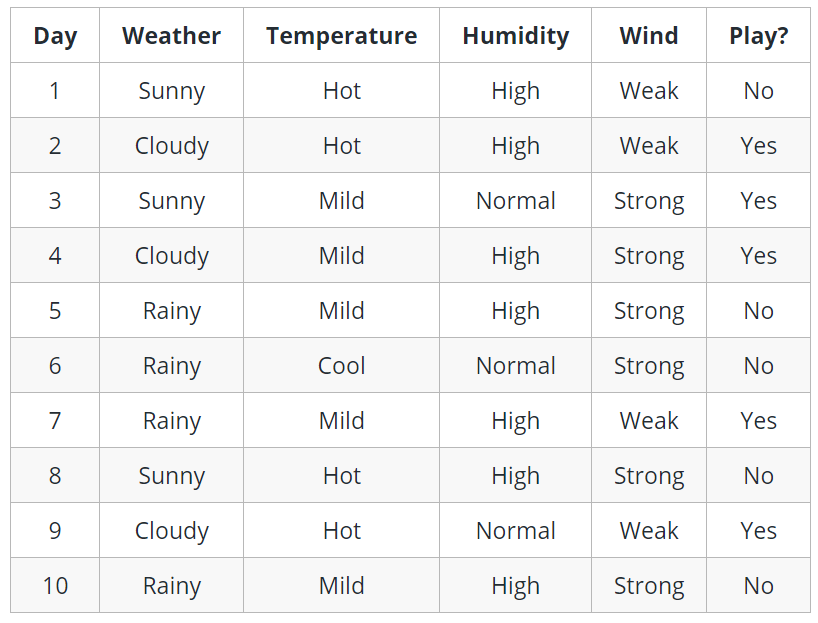 Day Weather Temperature Humidity Wind Play?
1 Sunny Hot High Weak No
2 Cloudy Hot High Weak Yes
3 Sunny Mild Normal Strong Yes
4 Cloudy Mild High Strong Yes
5 Rainy Mild High Strong No
6 Rainy Cool Normal Strong No
7 Rainy Mild High Weak Yes
8 Sunny Hot High Strong No
9 Cloudy Hot Normal Weak Yes
10 Rainy Mild High Strong No